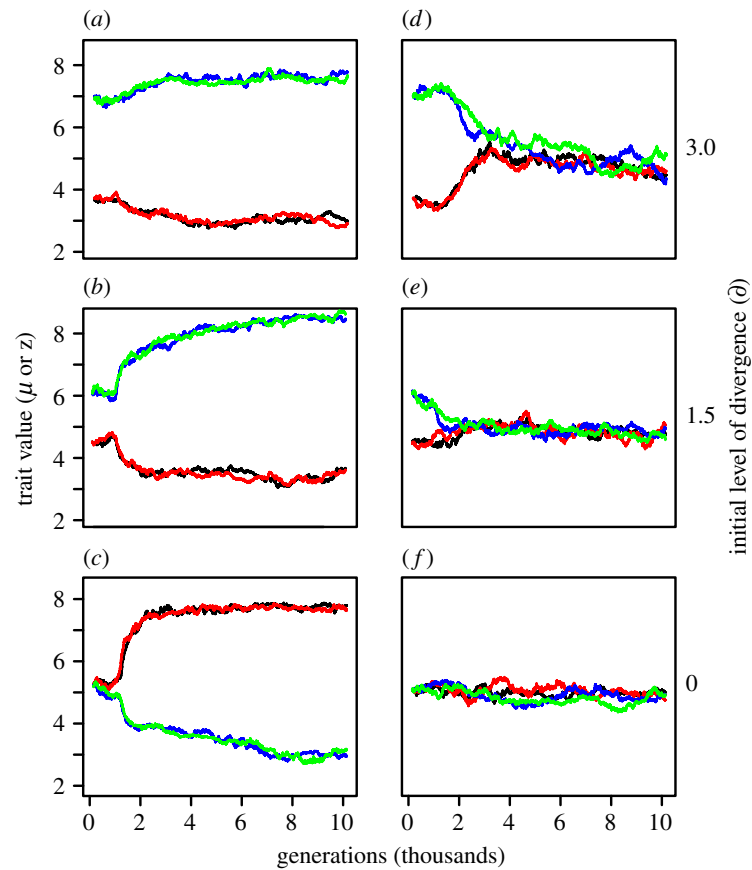 (a)
(d)
8
6
4
2
3.0
(b)
(e)
8
6
4
2
1.5
(c)
(f)
8
6
4
2
0
0 2 4 6 8 10
0 2 4 6 8 10
generations (thousands)
trait value (μ or z)
initial level of divergence (∂)